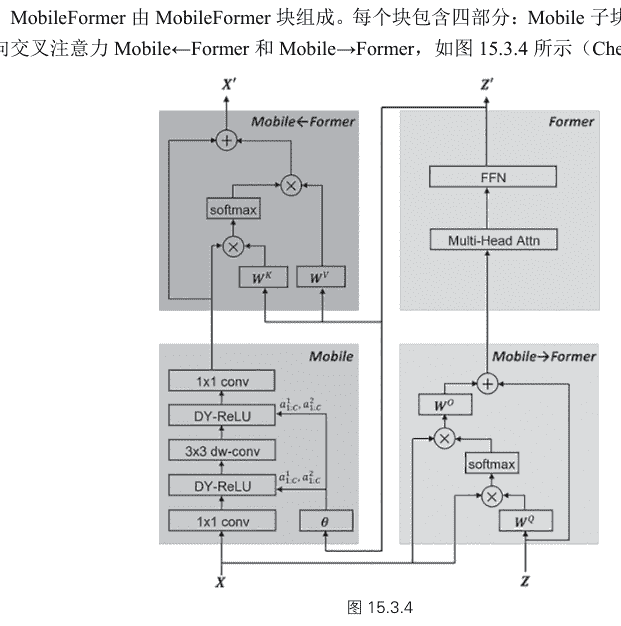 MobileFormer 由 MobileFormer 块组成。每个块包含四部分：Mobile 子块
向交叉注意力 Mobile←Former 和 Mobile→Former，如图 15.3.4 所示（Che
X′
Z′
Mobile←Former
softmax
W^K
W^V
Former
FFN
Multi-Head Attn
Mobile
1x1 conv
DY-ReLU
a^1_{1:C}, a^2_{1:C}
3x3 dw-conv
DY-ReLU
a^1_{1:C}, a^2_{1:C}
1x1 conv
θ
Mobile→Former
W^O
softmax
W^Q
X
Z
图 15.3.4